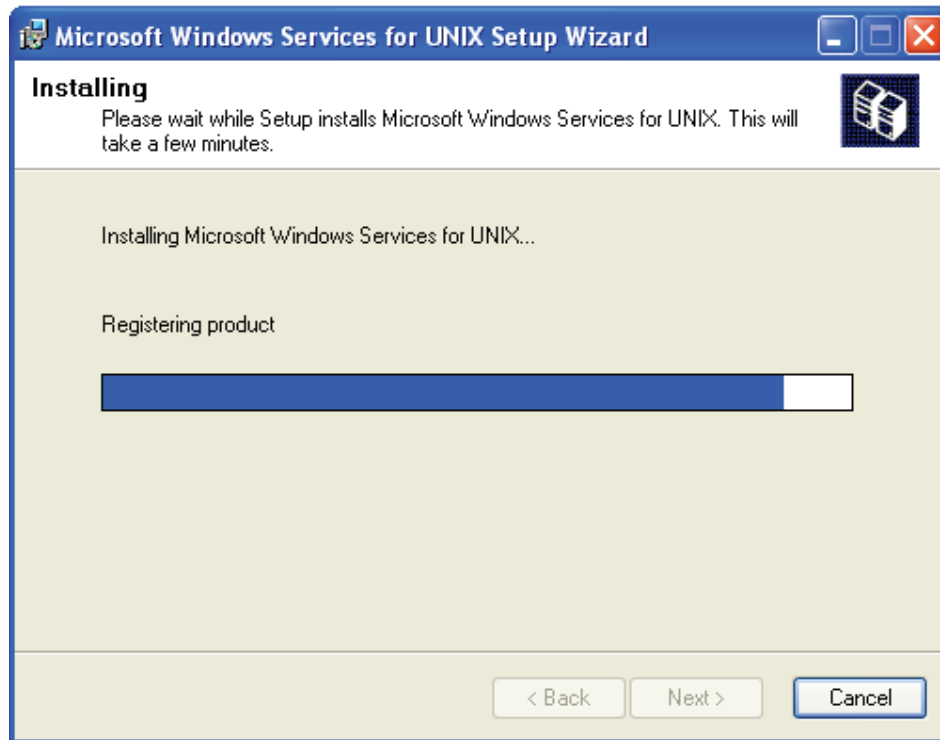 Microsoft Windows Services for UNIX Setup Wizard
Installing
Please wait while Setup installs Microsoft Windows Services for UNIX. This will
take a few minutes.
Installing Microsoft Windows Services for UNIX...
Registering product
< Back
Next >
Cancel